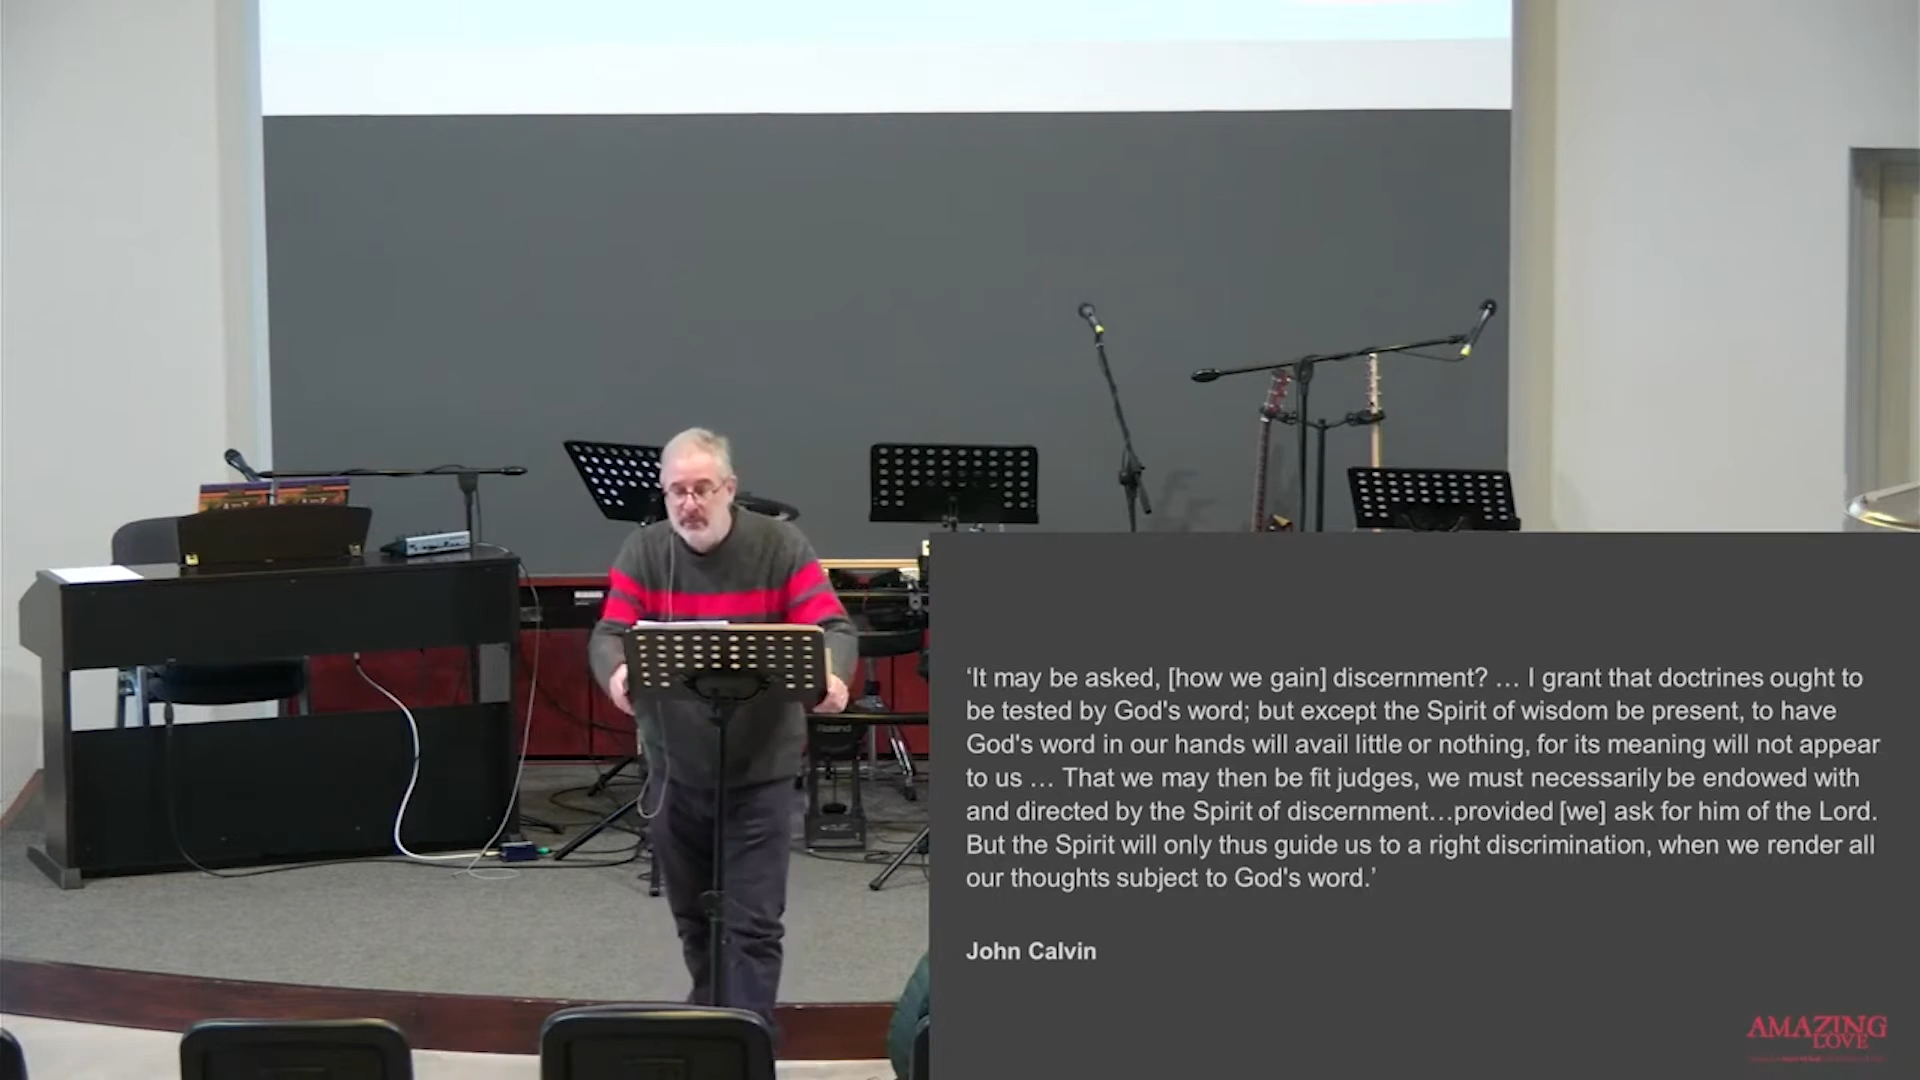 ‘It may be asked, [how we gain] discernment? … I grant that doctrines ought to
be tested by God's word; but except the Spirit of wisdom be present, to have
God's word in our hands will avail little or nothing, for its meaning will not appear
to us … That we may then be fit judges, we must necessarily be endowed with
and directed by the Spirit of discernment…provided [we] ask for him of the Lord.
But the Spirit will only thus guide us to a right discrimination, when we render all
our thoughts subject to God's word.’
John Calvin
AMAZING
LOVE
Roland